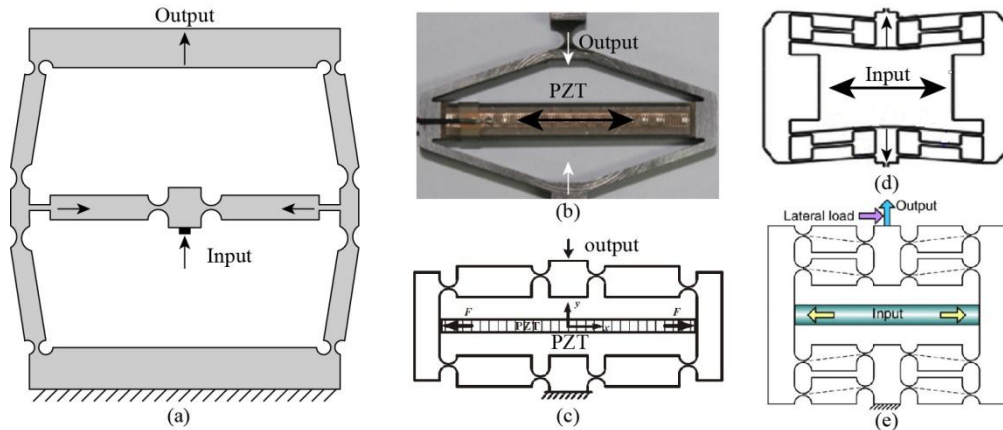 Output
Input
(a)
Output
PZT
(b)
output
F
y
F
PZT
x
PZT
(c)
Input
(d)
Lateral load
Output
Input
(e)